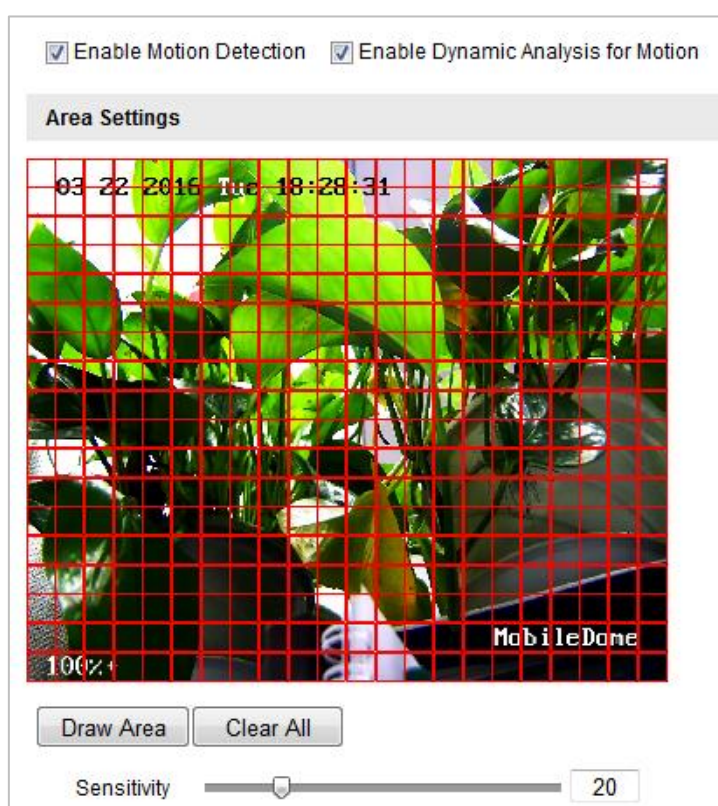 Enable Motion Detection Enable Dynamic Analysis for Motion
Area Settings
03 22 2016 Tue 18:28:31
MobileDome
100%+
Draw Area Clear All
Sensitivity 20